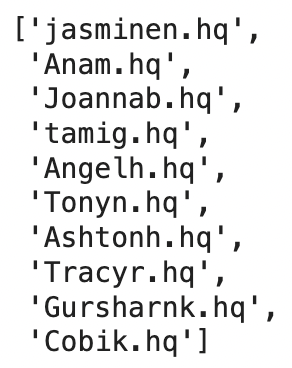 ['jasminen.hq',
'Anam.hq',
'Joannab.hq',
'tamig.hq',
'Angelh.hq',
'Tonyn.hq',
'Ashtonh.hq',
'Tracyr.hq',
'Gursharnk.hq',
'Cobik.hq']